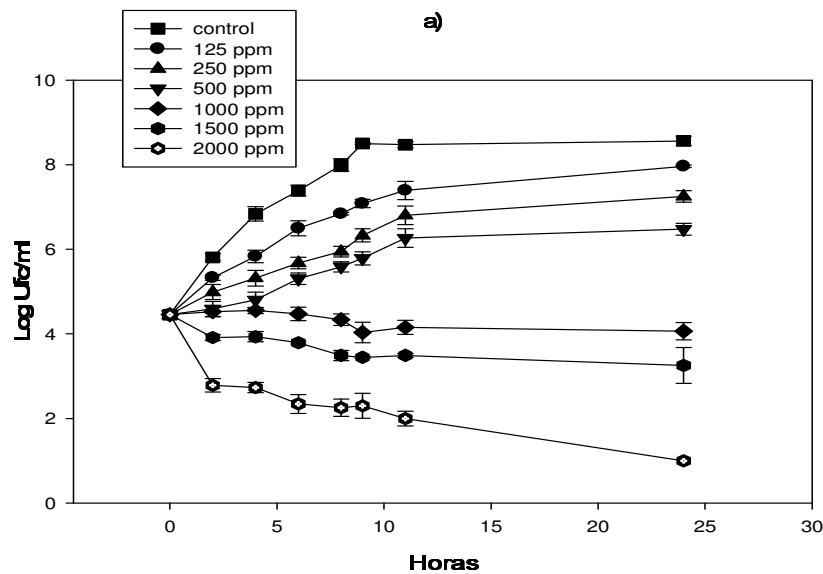 a)
control
125 ppm
250 ppm
500 ppm
1000 ppm
1500 ppm
2000 ppm
10
8
6
4
2
0
Log Ufc/ml
0 5 10 15 20 25 30
Horas